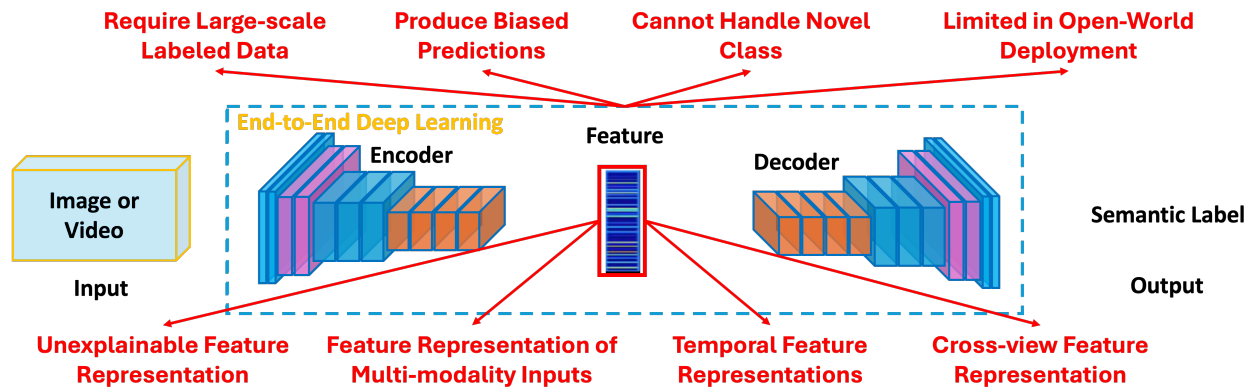 Require Large-scale
Labeled Data
Produce Biased
Predictions
Cannot Handle Novel
Class
Limited in Open-World
Deployment
End-to-End Deep Learning
Encoder
Feature
Decoder
Image or
Video
Input
Semantic Label
Output
Unexplainable Feature
Representation
Feature Representation of
Multi-modality Inputs
Temporal Feature
Representations
Cross-view Feature
Representation